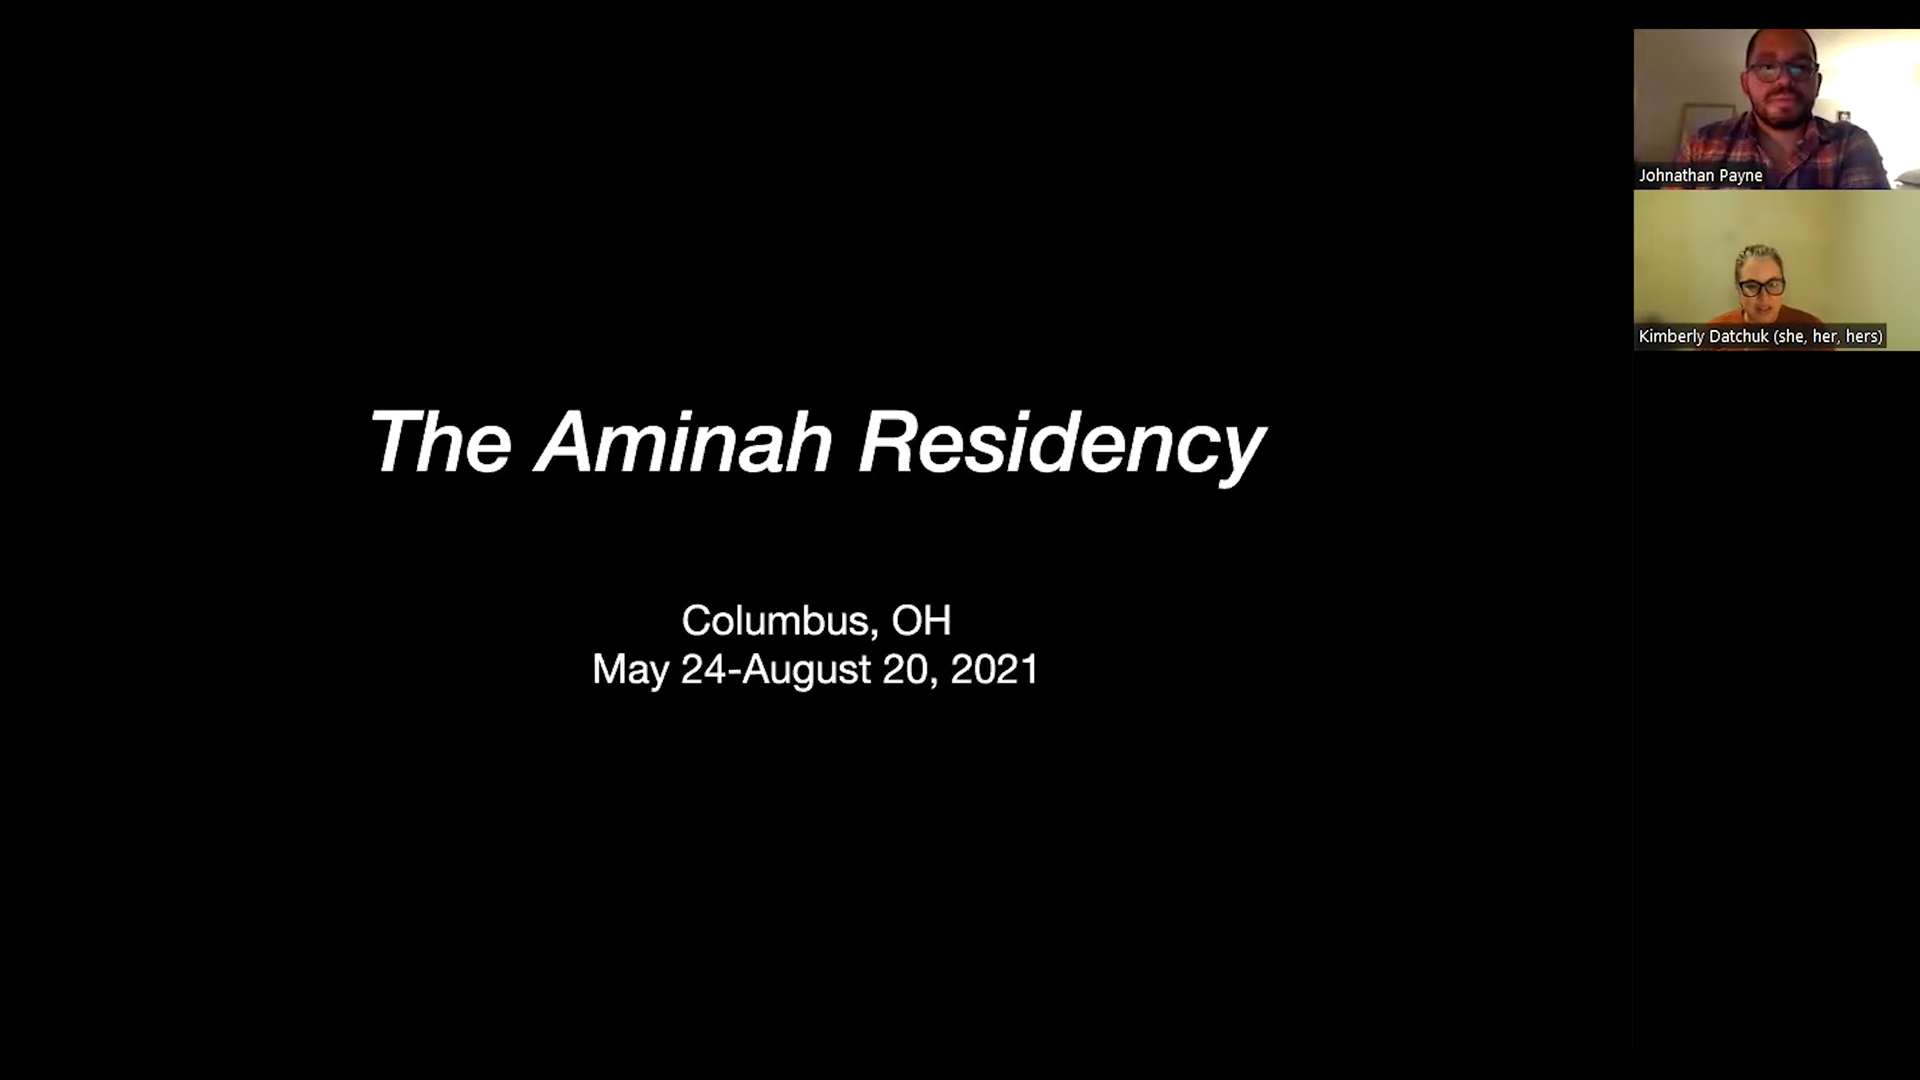 The Aminah Residency
Columbus, OH
May 24-August 20, 2021
Johnathan Payne
Kimberly Datchuk (she, her, hers)